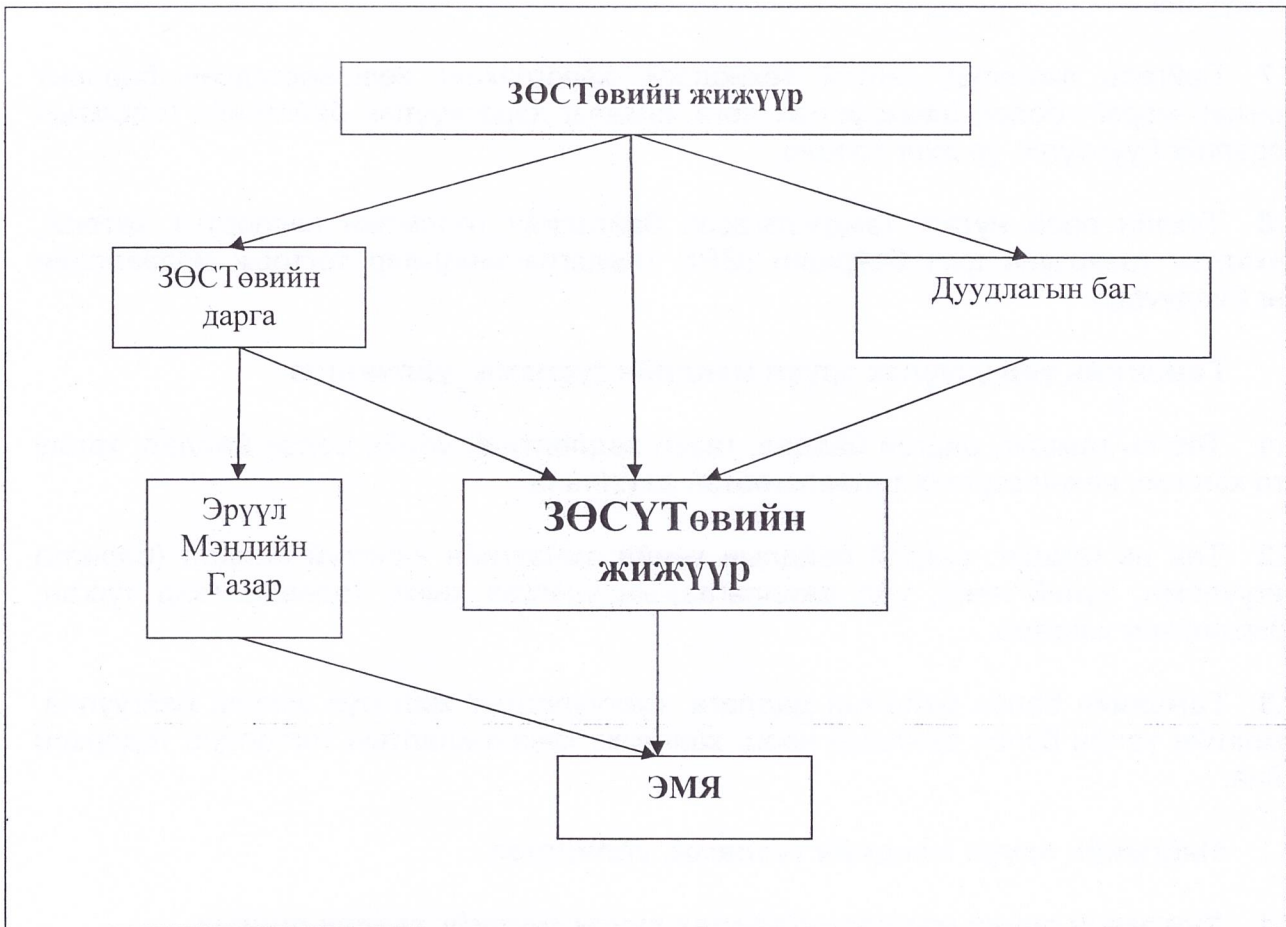 ЗӨСТөвийн жижүүр
ЗӨСТөвийн
дарга
Дуудлагын баг
Эрүүл
Мэндийн
Газар
ЗӨСҮТөвийн
жижүүр
ЭМЯ